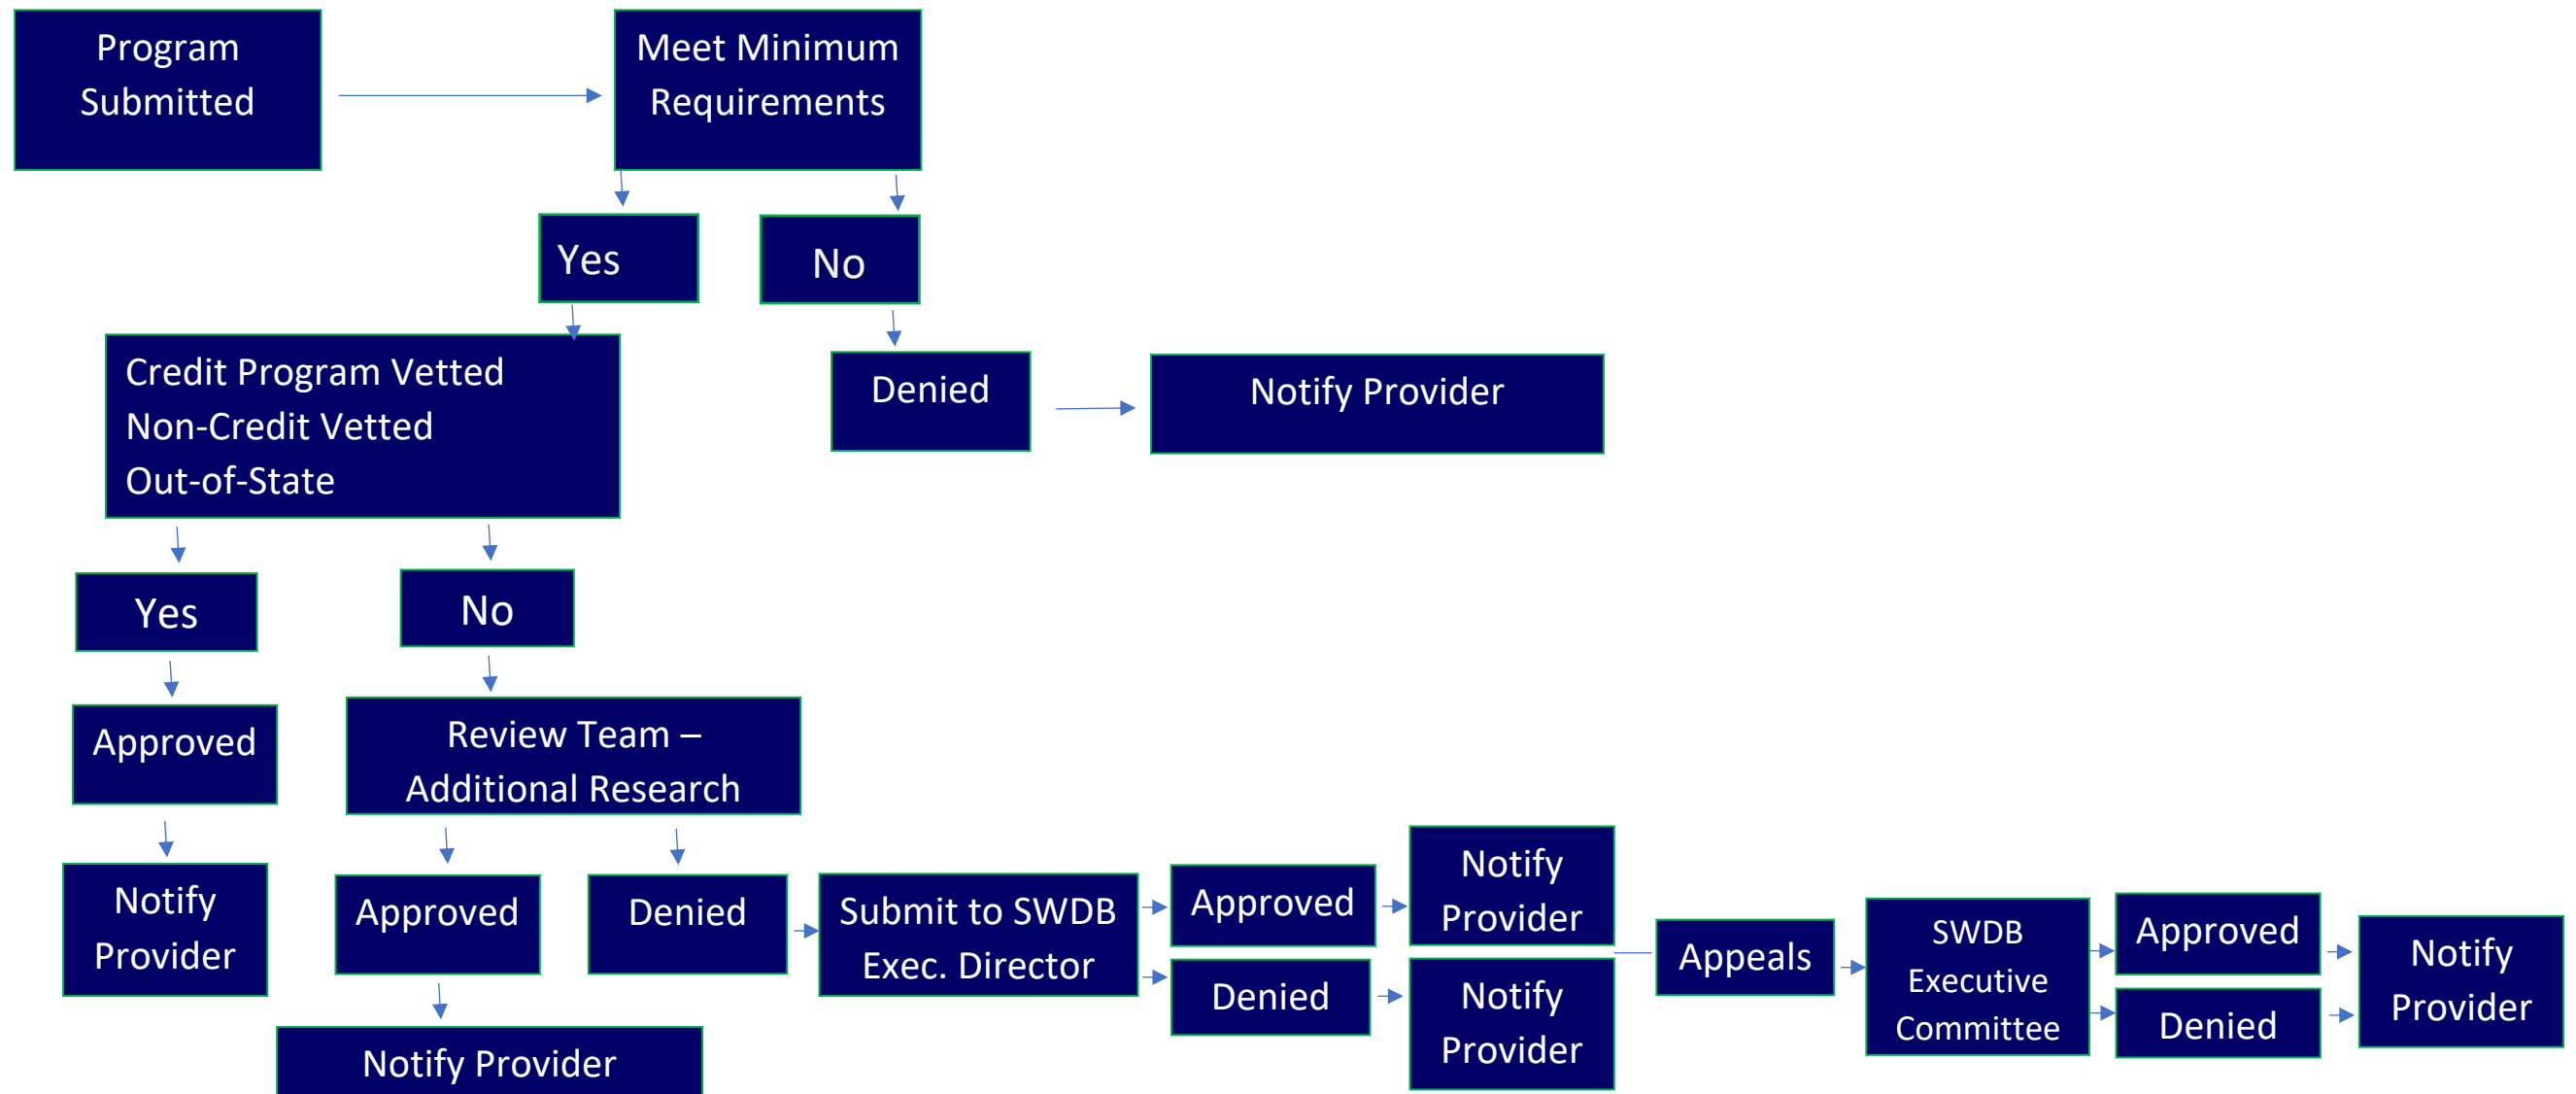 Program
Submitted
Meet Minimum
Requirements
Yes
No
Credit Program Vetted
Non-Credit Vetted
Out-of-State
Denied
Notify Provider
Yes
No
Approved
Review Team –
Additional Research
Notify
Provider
Approved
Denied
Notify Provider
Submit to SWDB
Exec. Director
Approved
Denied
Notify
Provider
Notify
Provider
Appeals
SWDB
Executive
Committee
Approved
Denied
Notify
Provider